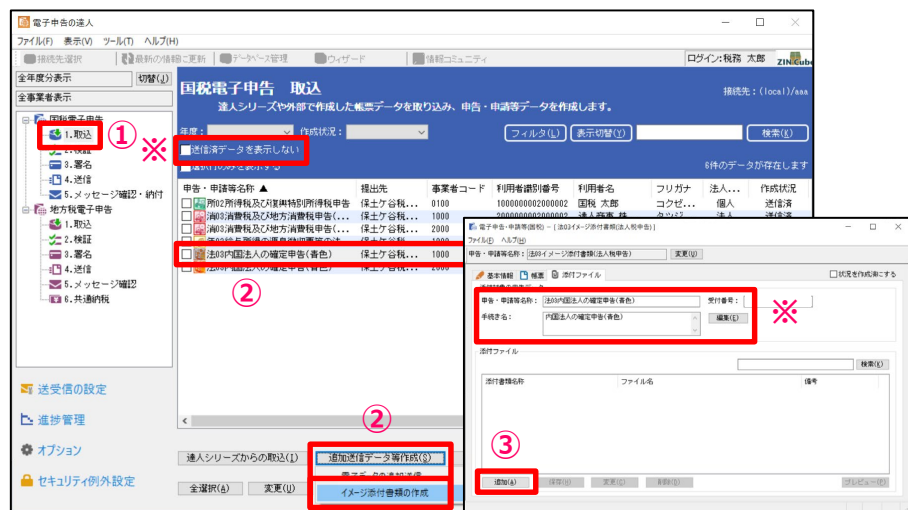 電子申告の達人
ファイル(F) 表示(V) ツール(T) ヘルプ(H)
接続先選択 最新の情報に更新 データベース管理 ウィザード 情報コミュニティ ログイン:税務 太郎
全年度分表示 切替(J)
全事業者表示
国税電子申告
1.取込
2.検証
3.署名
4.送信
5.メッセージ確認・納付
地方税電子申告
1.取込
2.検証
3.署名
4.送信
5.メッセージ確認
6.共通納税
送受信の設定
進捗管理
オプション
セキュリティ例外設定
①
※
国税電子申告 取込
接続先:(local)/aaa
達人シリーズや外部で作成した帳票データを取り込み、申告・申請等データを作成します。
年度: 作成状況: フィルタ(L) 表示切替(Y) 検索(K)
送信済データを表示しない
6件のデータが存在します
申告・申請等名称 ▲ 提出先 事業者コード 利用者識別番号 利用者名 フリガナ 法人... 作成状況
所02所得税及び復興特別所得税申告 保土ケ谷税... 0100 1000000002000002 国税 太郎 コクゼ... 個人 送信済
消03消費税及び地方消費税申告(... 保土ケ谷税... 1000
消03消費税及び地方消費税申告(... 保土ケ谷税... 2000
法03内国法人の確定申告(青色) 保土ケ谷税... 1000
②
②
達人シリーズからの取込(I) 追加送信データ等作成(S)
全選択(A) 変更(U) イメージ添付書類の作成
電子申告・申請等(国税) - [法03イメージ添付書類(法人税申告)]
ファイル(F) ヘルプ(H)
申告・申請等名称: 法03イメージ添付書類(法人税申告) 変更(U)
基本情報 帳票 添付ファイル 状況を作成済にする
申告・申請等名称: 法03内国法人の確定申告(青色) 受付番号:
手続き名: 内国法人の確定申告(青色) 編集(E)
※
添付ファイル
検索(K)
添付書類名称 ファイル名 備考
③
追加(A) 保存(V) 変更(C) 削除(D) プレビュー(P)